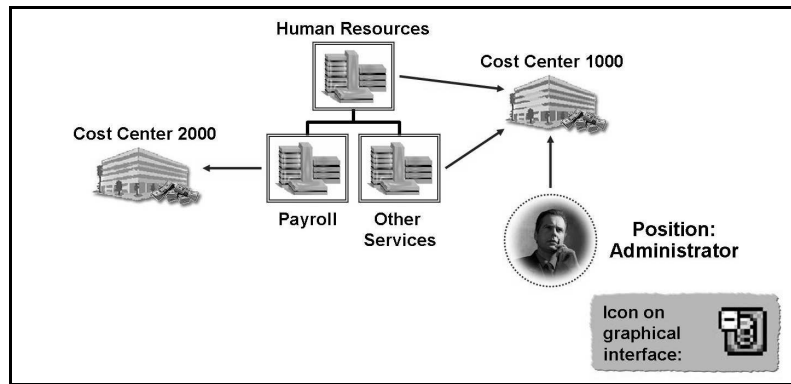 Human Resources
Cost Center 1000
Cost Center 2000
Payroll
Other
Services
Position:
Administrator
Icon on
graphical
interface: